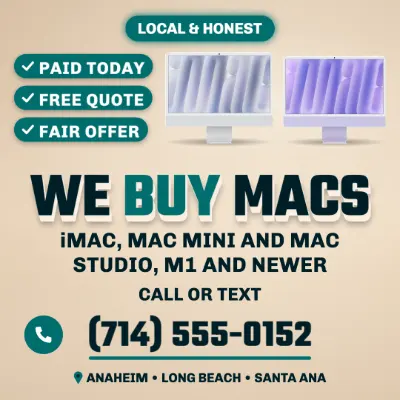 LOCAL & HONEST
PAID TODAY
FREE QUOTE
FAIR OFFER
WE BUY MACS
iMAC, MAC MINI AND MAC
STUDIO, M1 AND NEWER
CALL OR TEXT
(714) 555-0152
ANAHEIM • LONG BEACH • SANTA ANA